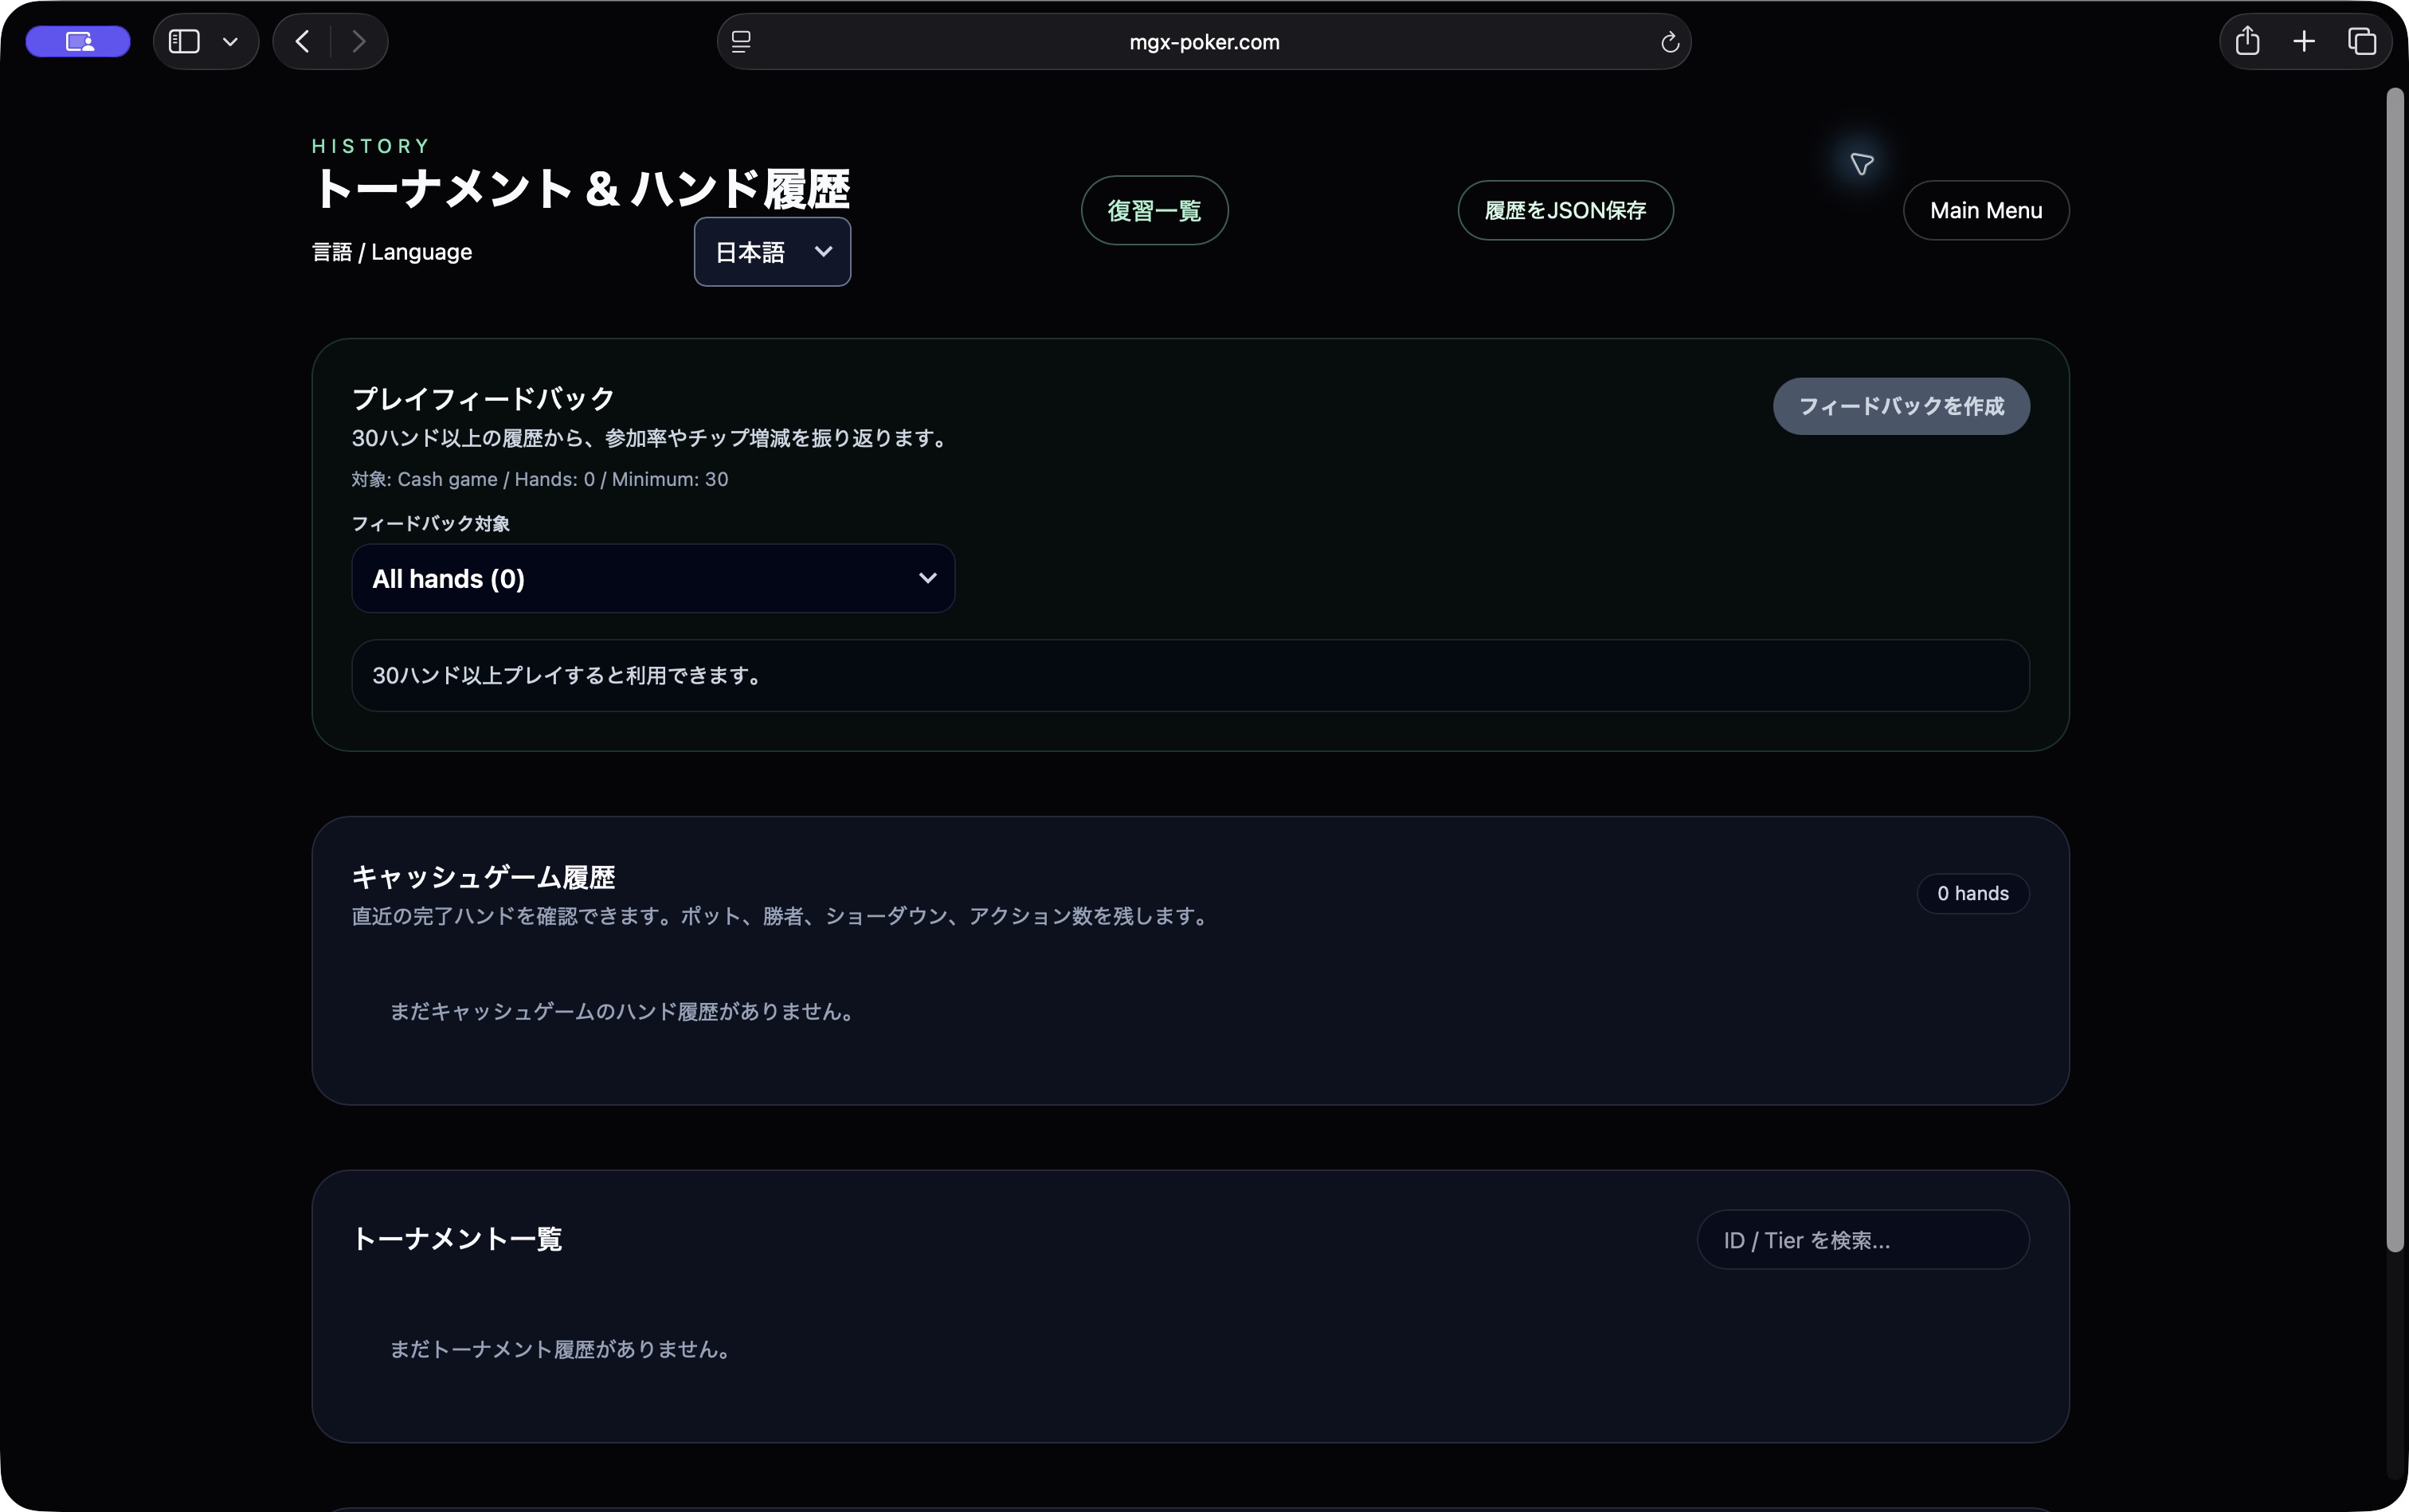 mgx-poker.com
HISTORY
トーナメント & ハンド履歴
言語 / Language
日本語
復習一覧
履歴をJSON保存
Main Menu
プレイフィードバック
フィードバックを作成
30ハンド以上の履歴から、参加率やチップ増減を振り返ります。
対象: Cash game / Hands: 0 / Minimum: 30
フィードバック対象
All hands (0)
30ハンド以上プレイすると利用できます。
キャッシュゲーム履歴
0 hands
直近の完了ハンドを確認できます。ポット、勝者、ショーダウン、アクション数を残します。
まだキャッシュゲームのハンド履歴がありません。
トーナメント一覧
ID / Tier を検索...
まだトーナメント履歴がありません。